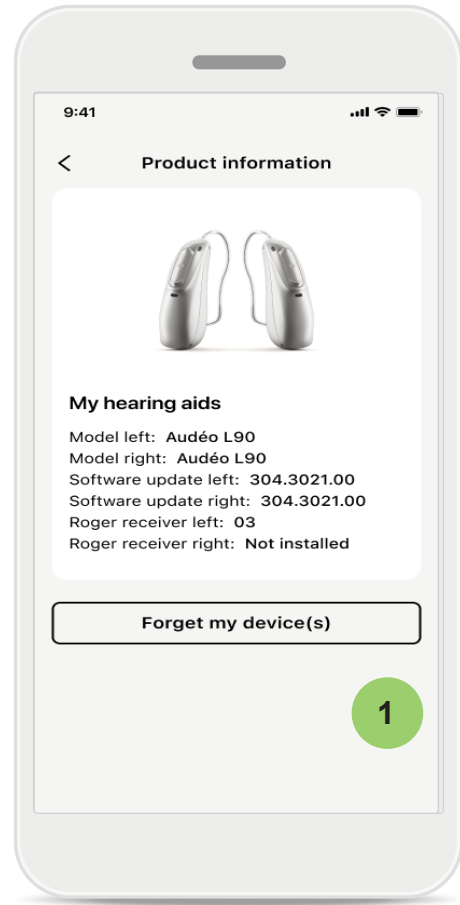 9:41
Product information
My hearing aids
Model left: Audéo L90
Model right: Audéo L90
Software update left: 304.3021.00
Software update right: 304.3021.00
Roger receiver left: 03
Roger receiver right: Not installed
Forget my device(s)
1